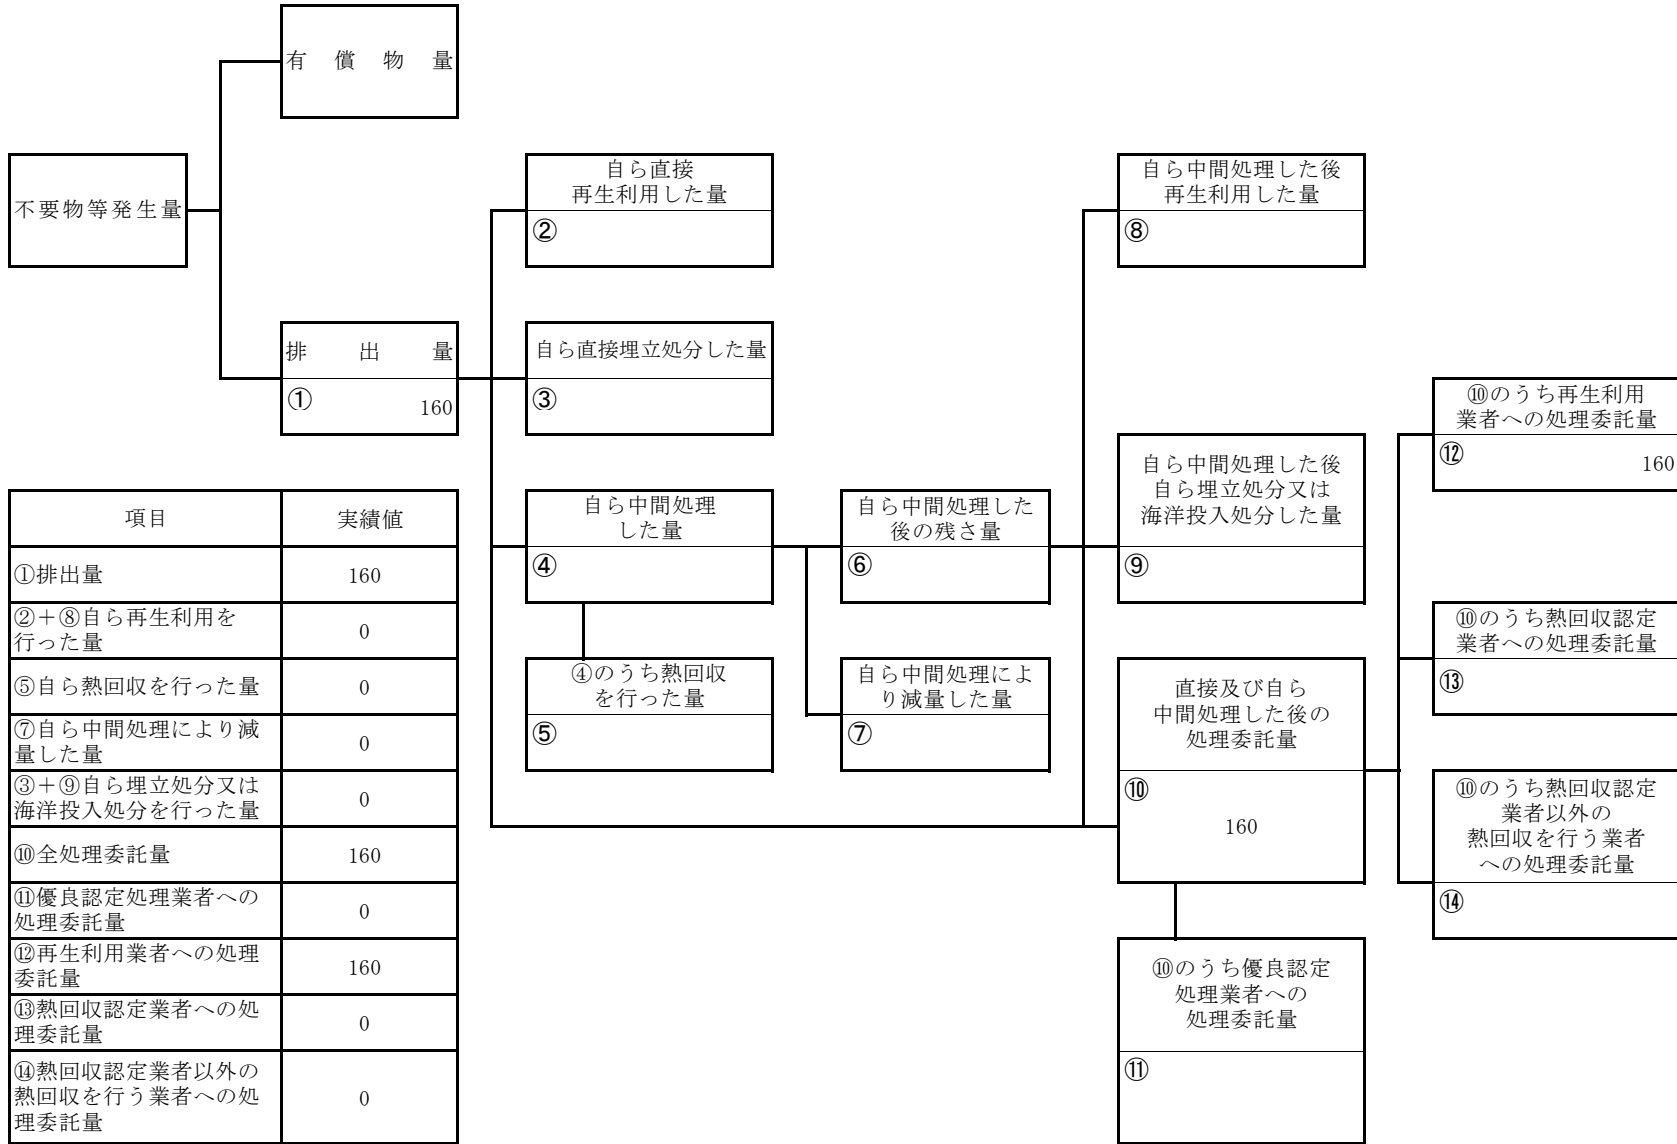 有償物量
不要物等発生量
排出量
①
160
自ら直接
再生利用した量
②
自ら直接埋立処分した量
③
自ら中間処理
した量
④
④のうち熱回収
を行った量
⑤
自ら中間処理した
後の残さ量
⑥
自ら中間処理によ
り減量した量
⑦
自ら中間処理した後
再生利用した量
⑧
自ら中間処理した後
自ら埋立処分又は
海洋投入処分した量
⑨
直接及び自ら
中間処理した後の
処理委託量
⑩
160
⑩のうち優良認定
処理業者への
処理委託量
⑪
⑩のうち再生利用
業者への処理委託量
⑫
160
⑩のうち熱回収認定
業者への処理委託量
⑬
⑩のうち熱回収認定
業者以外の
熱回収を行う業者
への処理委託量
⑭
項目 実績値
①排出量 160
②＋⑧自ら再生利用を
行った量 0
⑤自ら熱回収を行った量 0
⑦自ら中間処理により減
量した量 0
③＋⑨自ら埋立処分又は
海洋投入処分を行った量 0
⑩全処理委託量 160
⑪優良認定処理業者への
処理委託量 0
⑫再生利用業者への処理
委託量 160
⑬熱回収認定業者への処
理委託量 0
⑭熱回収認定業者以外の
熱回収を行う業者への処
理委託量 0